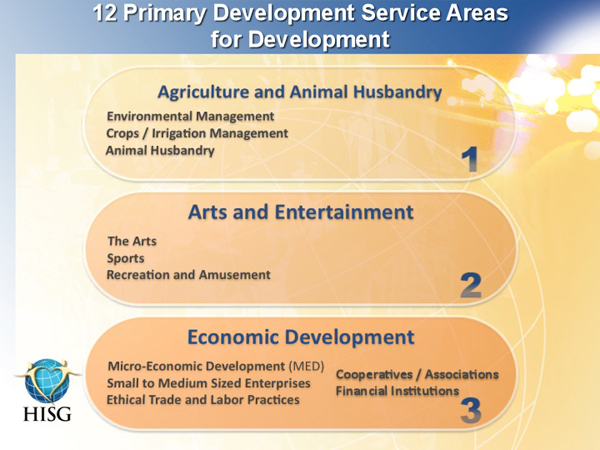 12 Primary Development Service Areas
for Development
Agriculture and Animal Husbandry
Environmental Management
Crops / Irrigation Management
Animal Husbandry
1
Arts and Entertainment
The Arts
Sports
Recreation and Amusement
2
Economic Development
Micro-Economic Development (MED)
Small to Medium Sized Enterprises
Ethical Trade and Labor Practices
Cooperatives / Associations
Financial Institutions
3
HISG